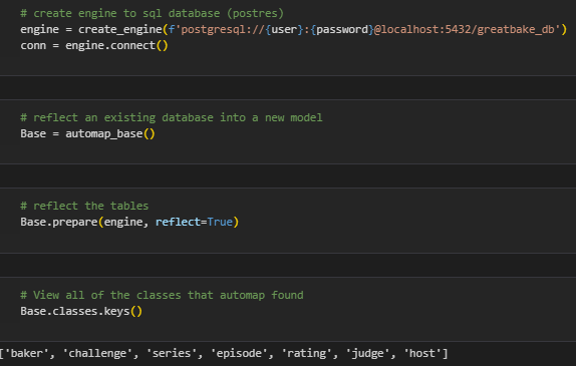 # create engine to sql database (postres)
engine = create_engine(f'postgresql://{user}:{password}@localhost:5432/greatbake_db')
conn = engine.connect()
# reflect an existing database into a new model
Base = automap_base()
# reflect the tables
Base.prepare(engine, reflect=True)
# View all of the classes that automap found
Base.classes.keys()
['baker', 'challenge', 'series', 'episode', 'rating', 'judge', 'host']